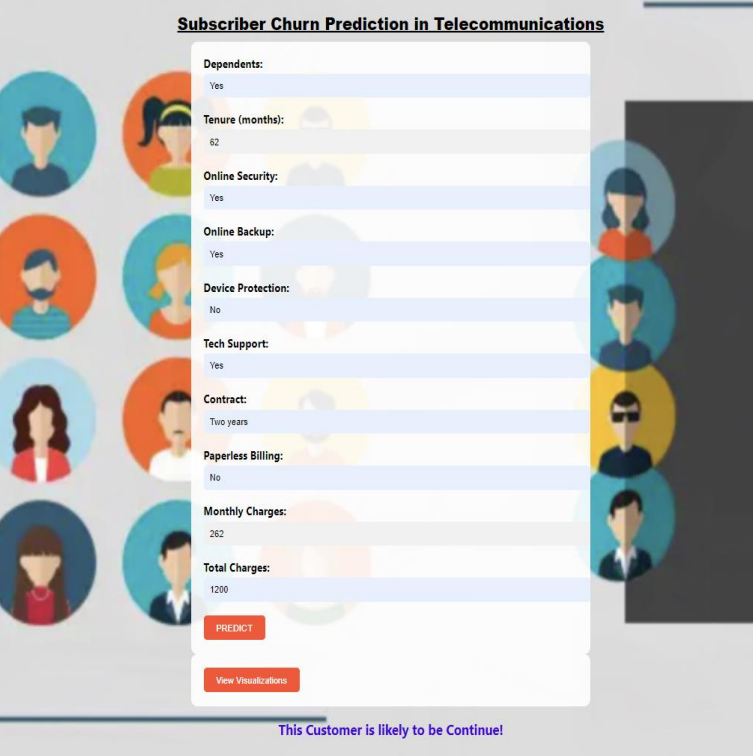 Subscriber Churn Prediction in Telecommunications
Dependents:
Yes
Tenure (months):
62
Online Security:
Yes
Online Backup:
Yes
Device Protection:
No
Tech Support:
Yes
Contract:
Two years
Paperless Billing:
No
Monthly Charges:
262
Total Charges:
1200
PREDICT
View Visualizations
This Customer is likely to be Continue!